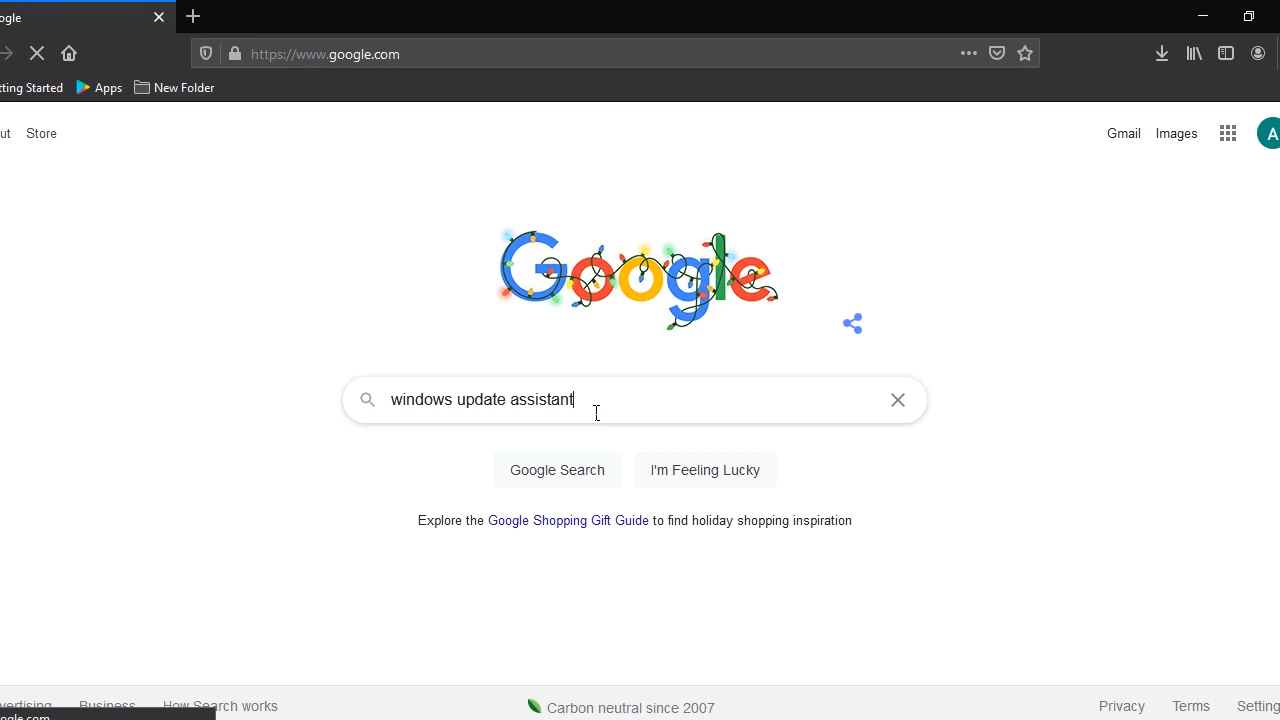 ogle
https://www.google.com
tting Started Apps New Folder
ut Store Gmail Images A
Google
windows update assistant
Google Search I'm Feeling Lucky
Explore the Google Shopping Gift Guide to find holiday shopping inspiration
vertising Business How Search works Carbon neutral since 2007 Privacy Terms Setting
ogle.com